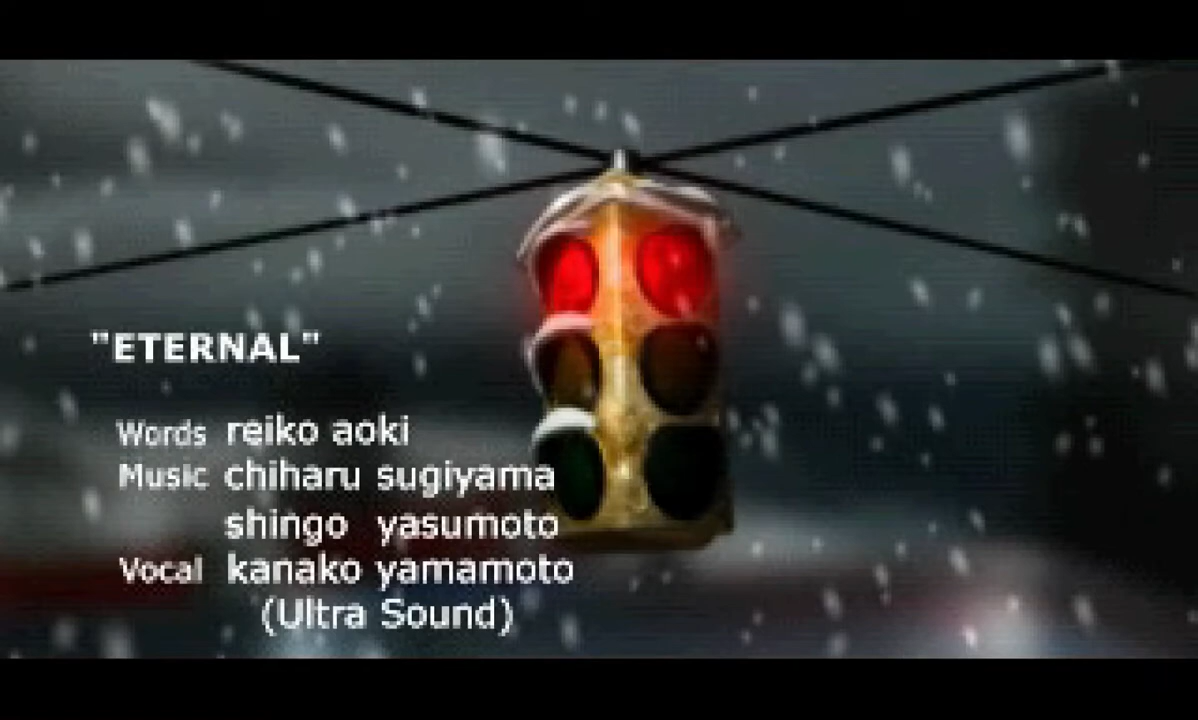 "ETERNAL"
Words reiko aoki
Music chiharu sugiyama
shingo yasumoto
Vocal kanako yamamoto
(Ultra Sound)